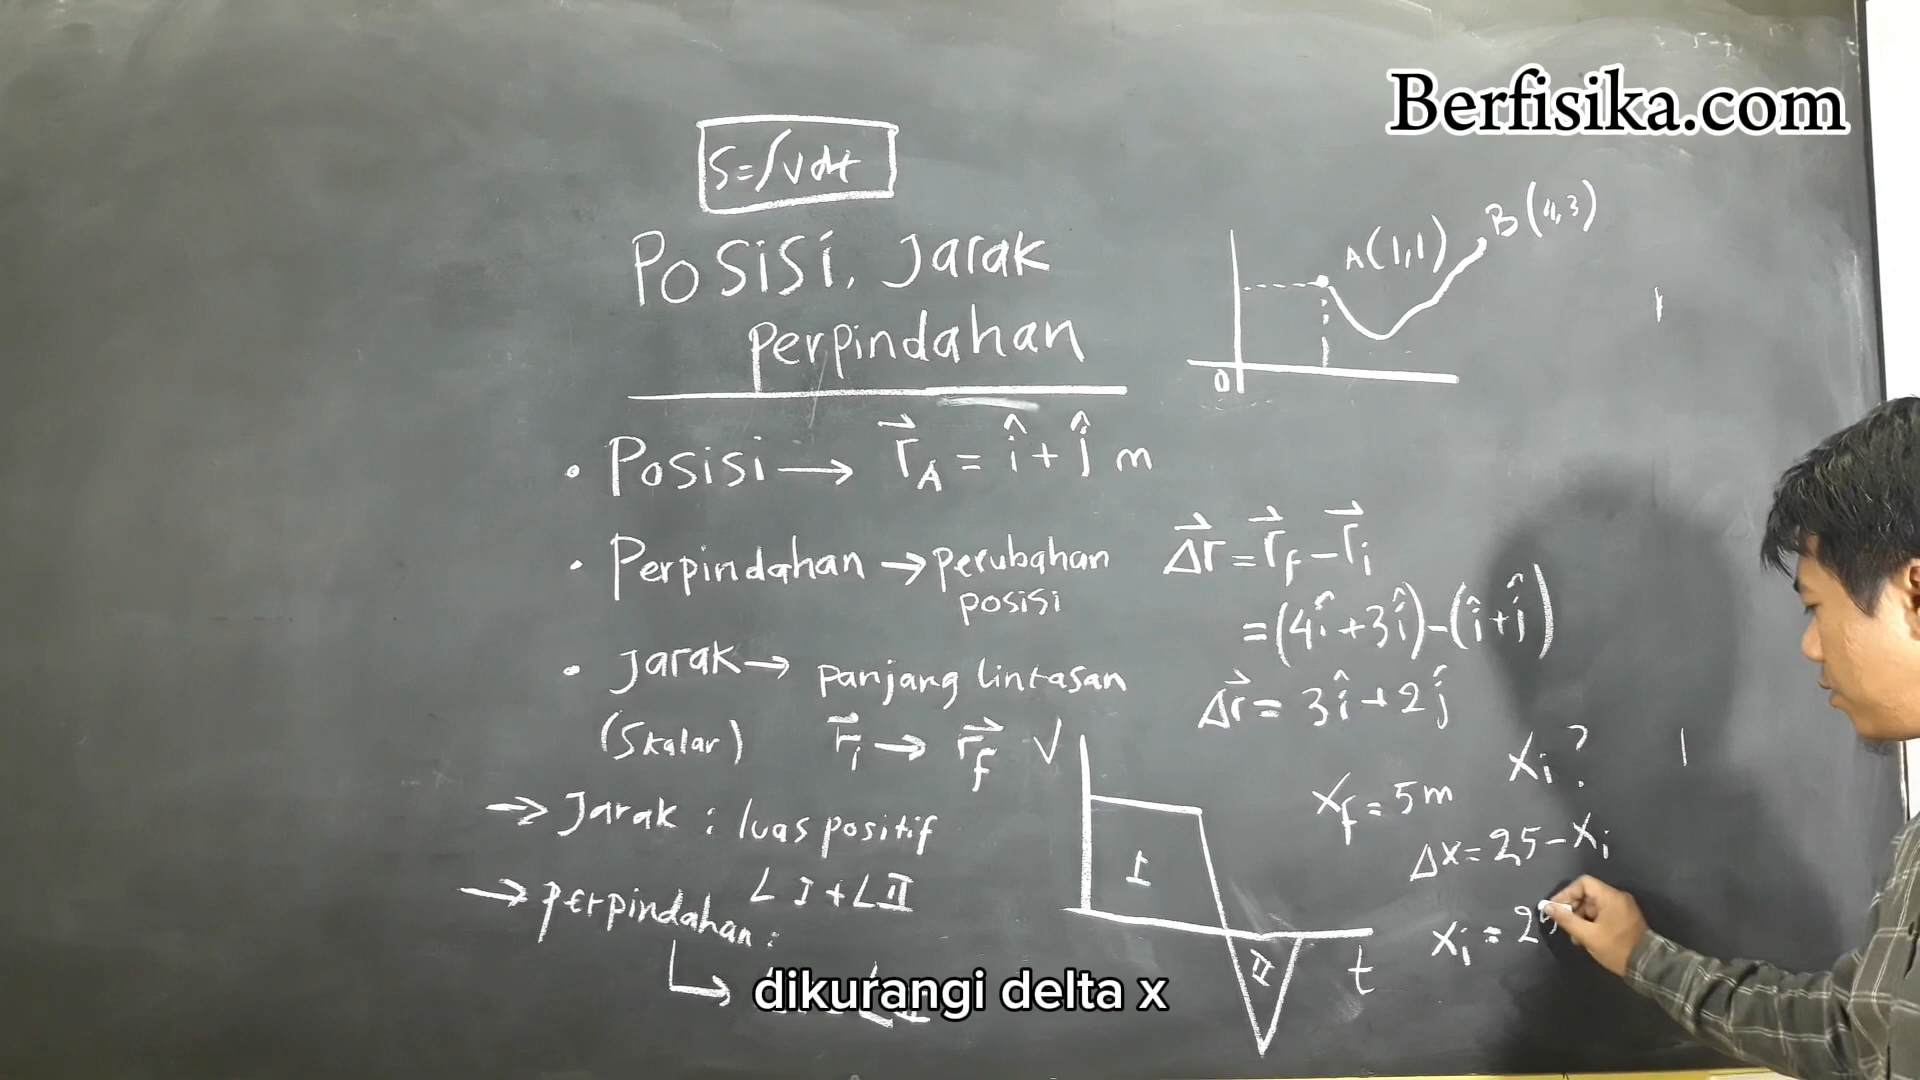 Berfisika.com
S=∫vdt
Posisi, Jarak
perpindahan
A(1,1)
B(4,3)
0
• Posisi → r⃗A = î + ĵ m
• Perpindahan → perubahan
posisi
Δr⃗ = r⃗f − r⃗i
= (4î + 3ĵ) − (î + ĵ)
Δr⃗ = 3î + 2ĵ
• Jarak → panjang lintasan
(Skalar) r⃗i → r⃗f
→ Jarak : luas positif
L I + L II
→ perpindahan :
V
I
II
t
xi?
xf = 5m
Δx = 25 − xi
xi = 25
dikurangi delta x